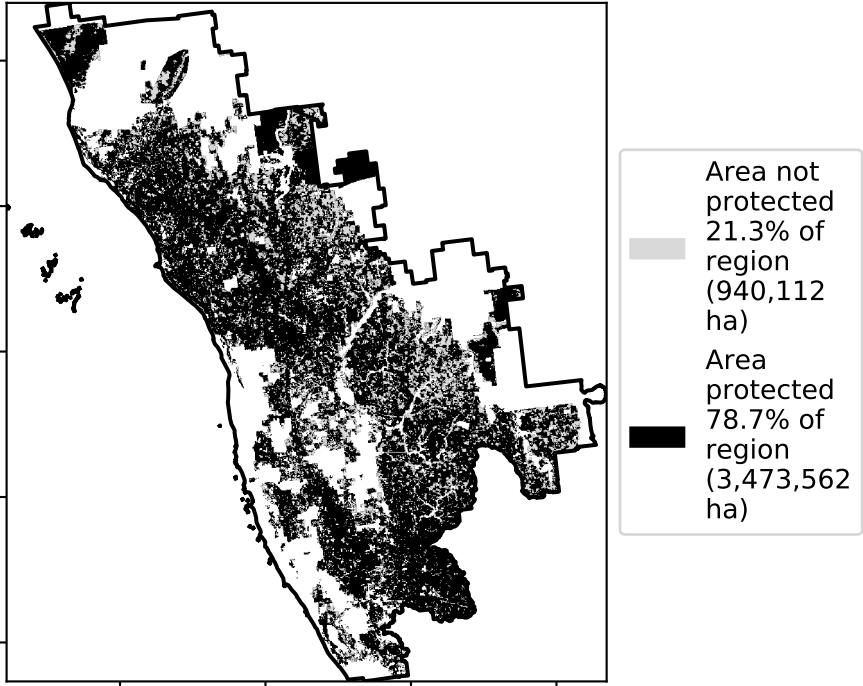 Area not
protected
21.3% of
region
(940,112
ha)
Area
protected
78.7% of
region
(3,473,562
ha)